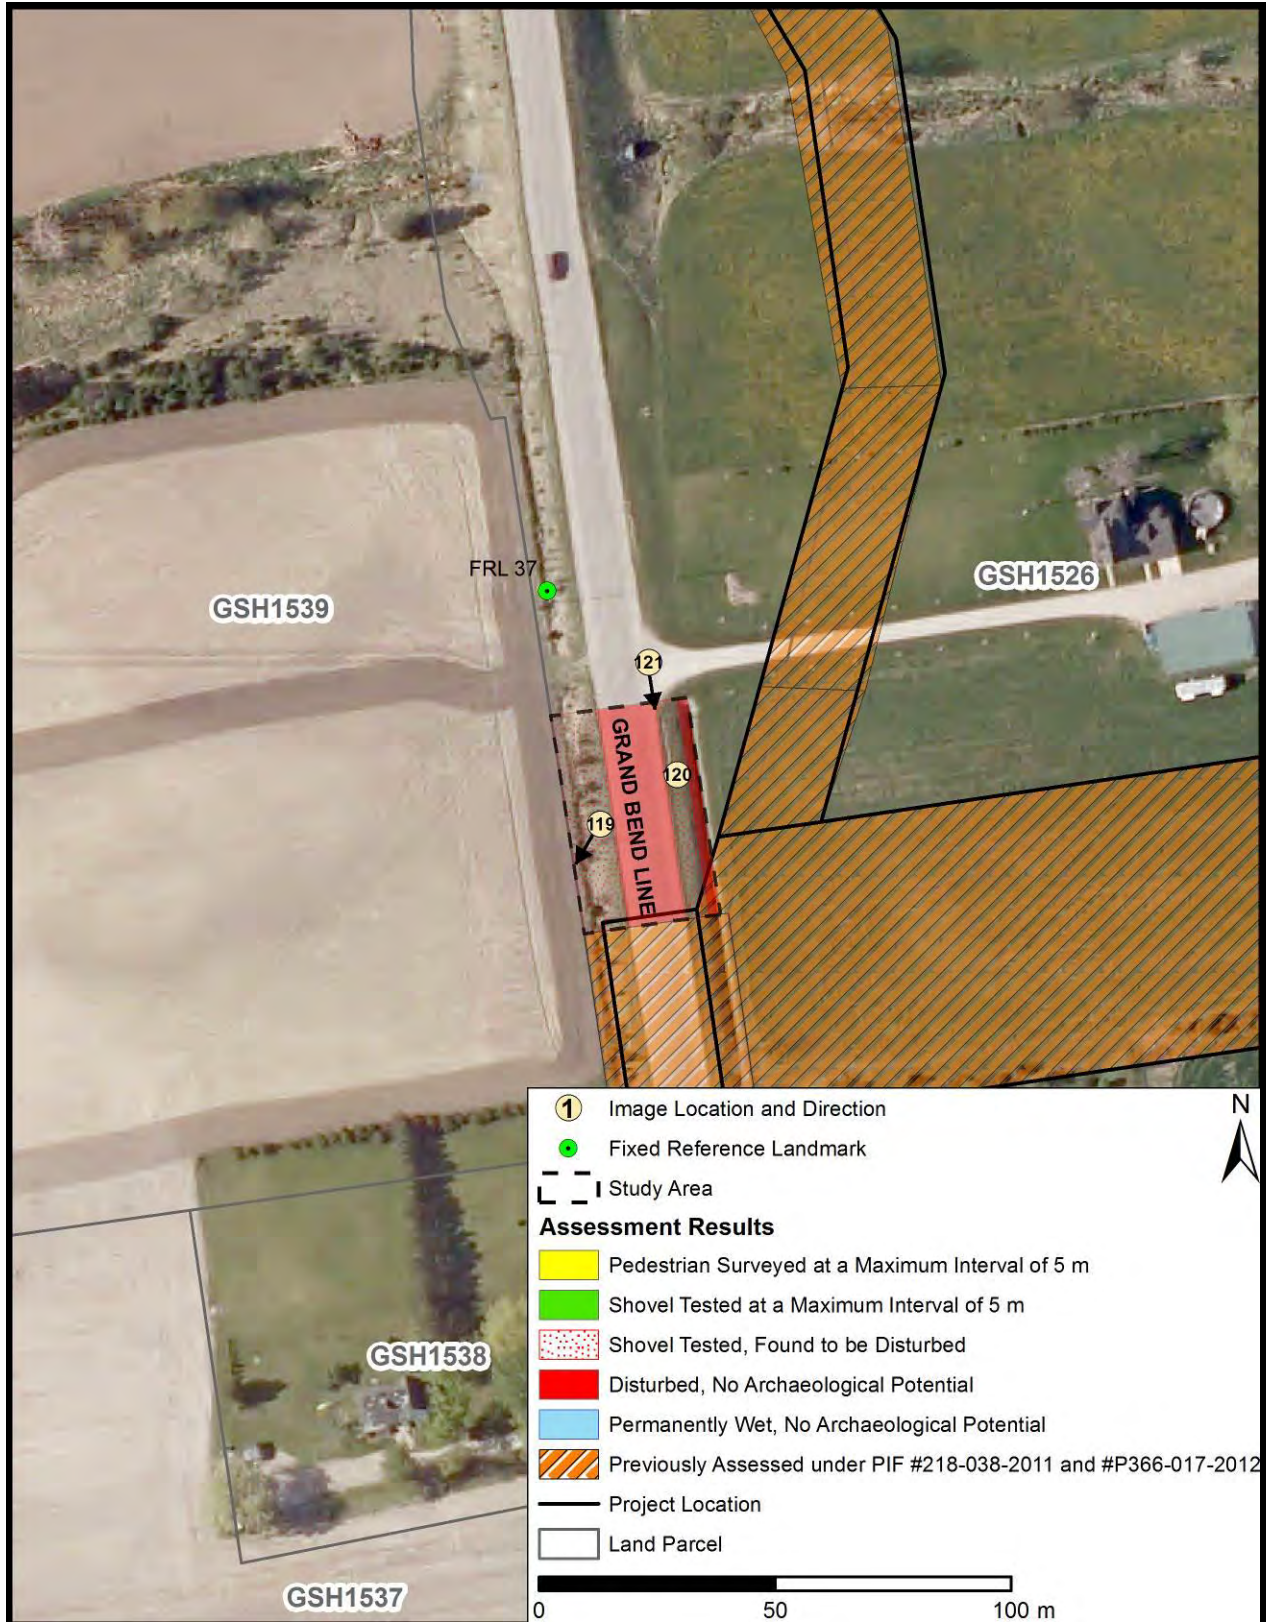 FRL 37
GSH1526
GSH1539
121
GRAND BEND LINE
120
119
1 Image Location and Direction
N
Fixed Reference Landmark
Study Area
Assessment Results
Pedestrian Surveyed at a Maximum Interval of 5 m
Shovel Tested at a Maximum Interval of 5 m
Shovel Tested, Found to be Disturbed
GSH1538
Disturbed, No Archaeological Potential
Permanently Wet, No Archaeological Potential
Previously Assessed under PIF #218-038-2011 and #P366-017-2012
Project Location
Land Parcel
GSH1537
0 50 100 m